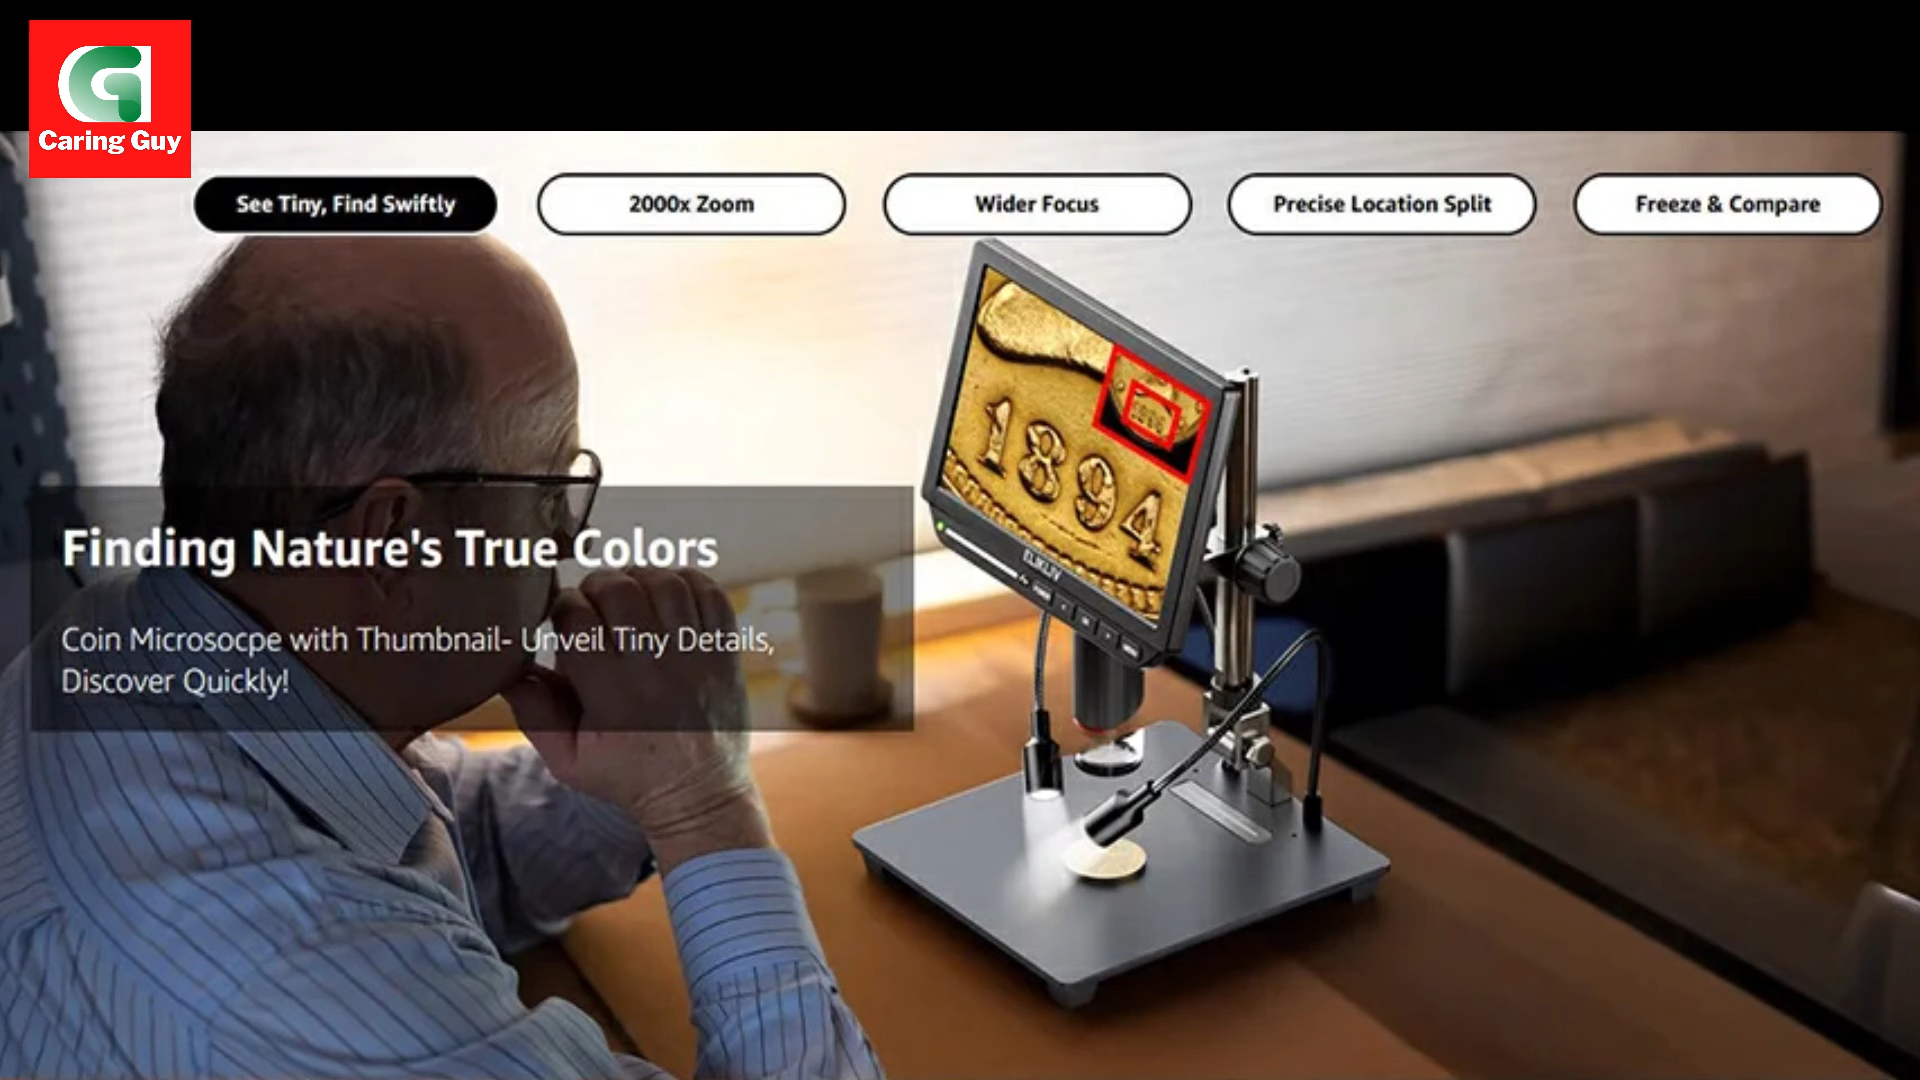 Caring Guy
See Tiny, Find Swiftly
2000x Zoom
Wider Focus
Precise Location Split
Freeze & Compare
1894
ELIKLIV
Finding Nature's True Colors
Coin Microsocpe with Thumbnail- Unveil Tiny Details,
Discover Quickly!